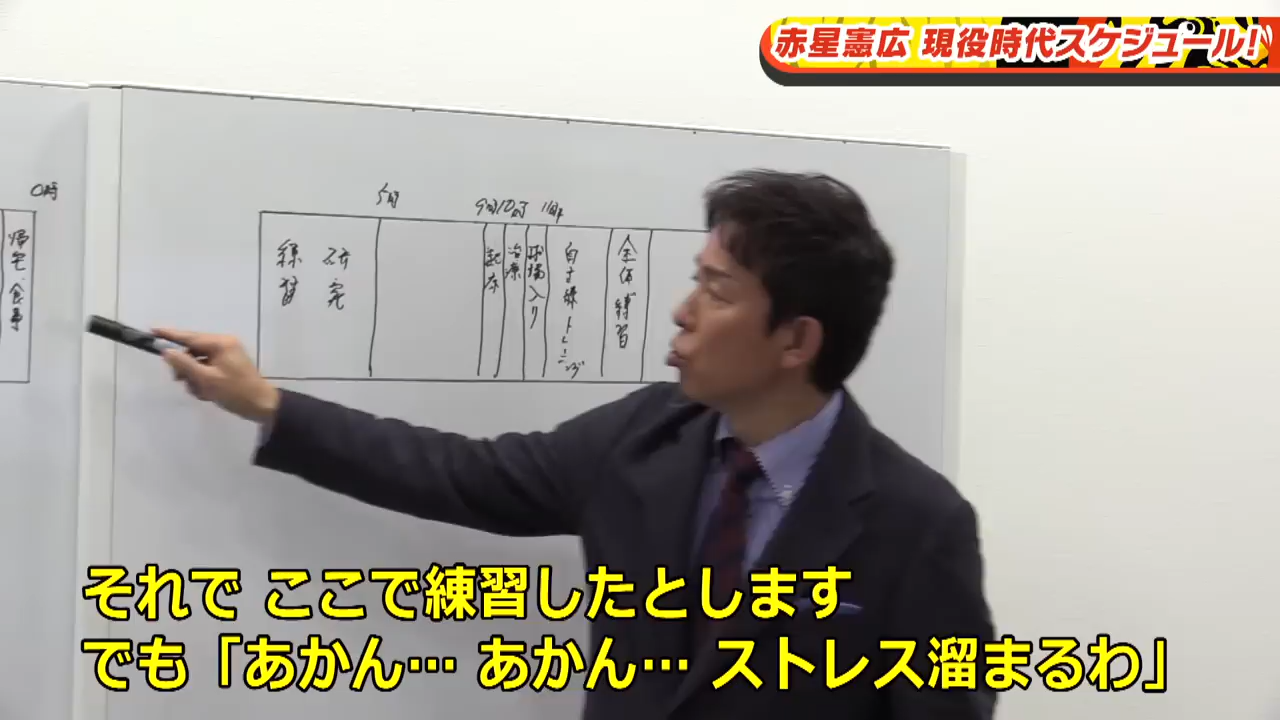 赤星憲広 現役時代スケジュール!
0時
5時
9時
10時
11時
帰宅、食事
練習
研究
起床
治療
球場入り
自主練トレーニング
全体練習
それで ここで練習したとします
でも「あかん… あかん… ストレス溜まるわ」